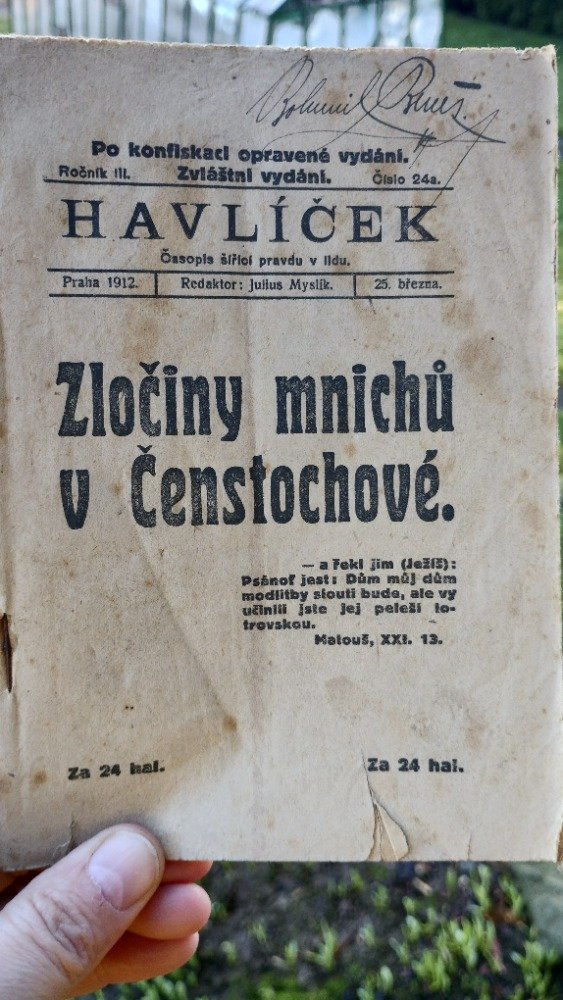 Bohumil
Po konfiskaci opravené vydání.
Ročník III. Zvláštní vydání. Číslo 24a.
HAVLÍČEK
Časopis šířící pravdu v lidu.
Praha 1912. Redaktor: Julius Myslík. 25. března.
Zločiny mnichů
v Čenstochové.
— a řekl jim (Ježíš):
Psánoť jest: Dům můj dům
modlitby slouti bude, ale vy
učinili jste jej peleší lo-
trovskou.
Matouš, XXI. 13.
Za 24 hal. Za 24 hal.